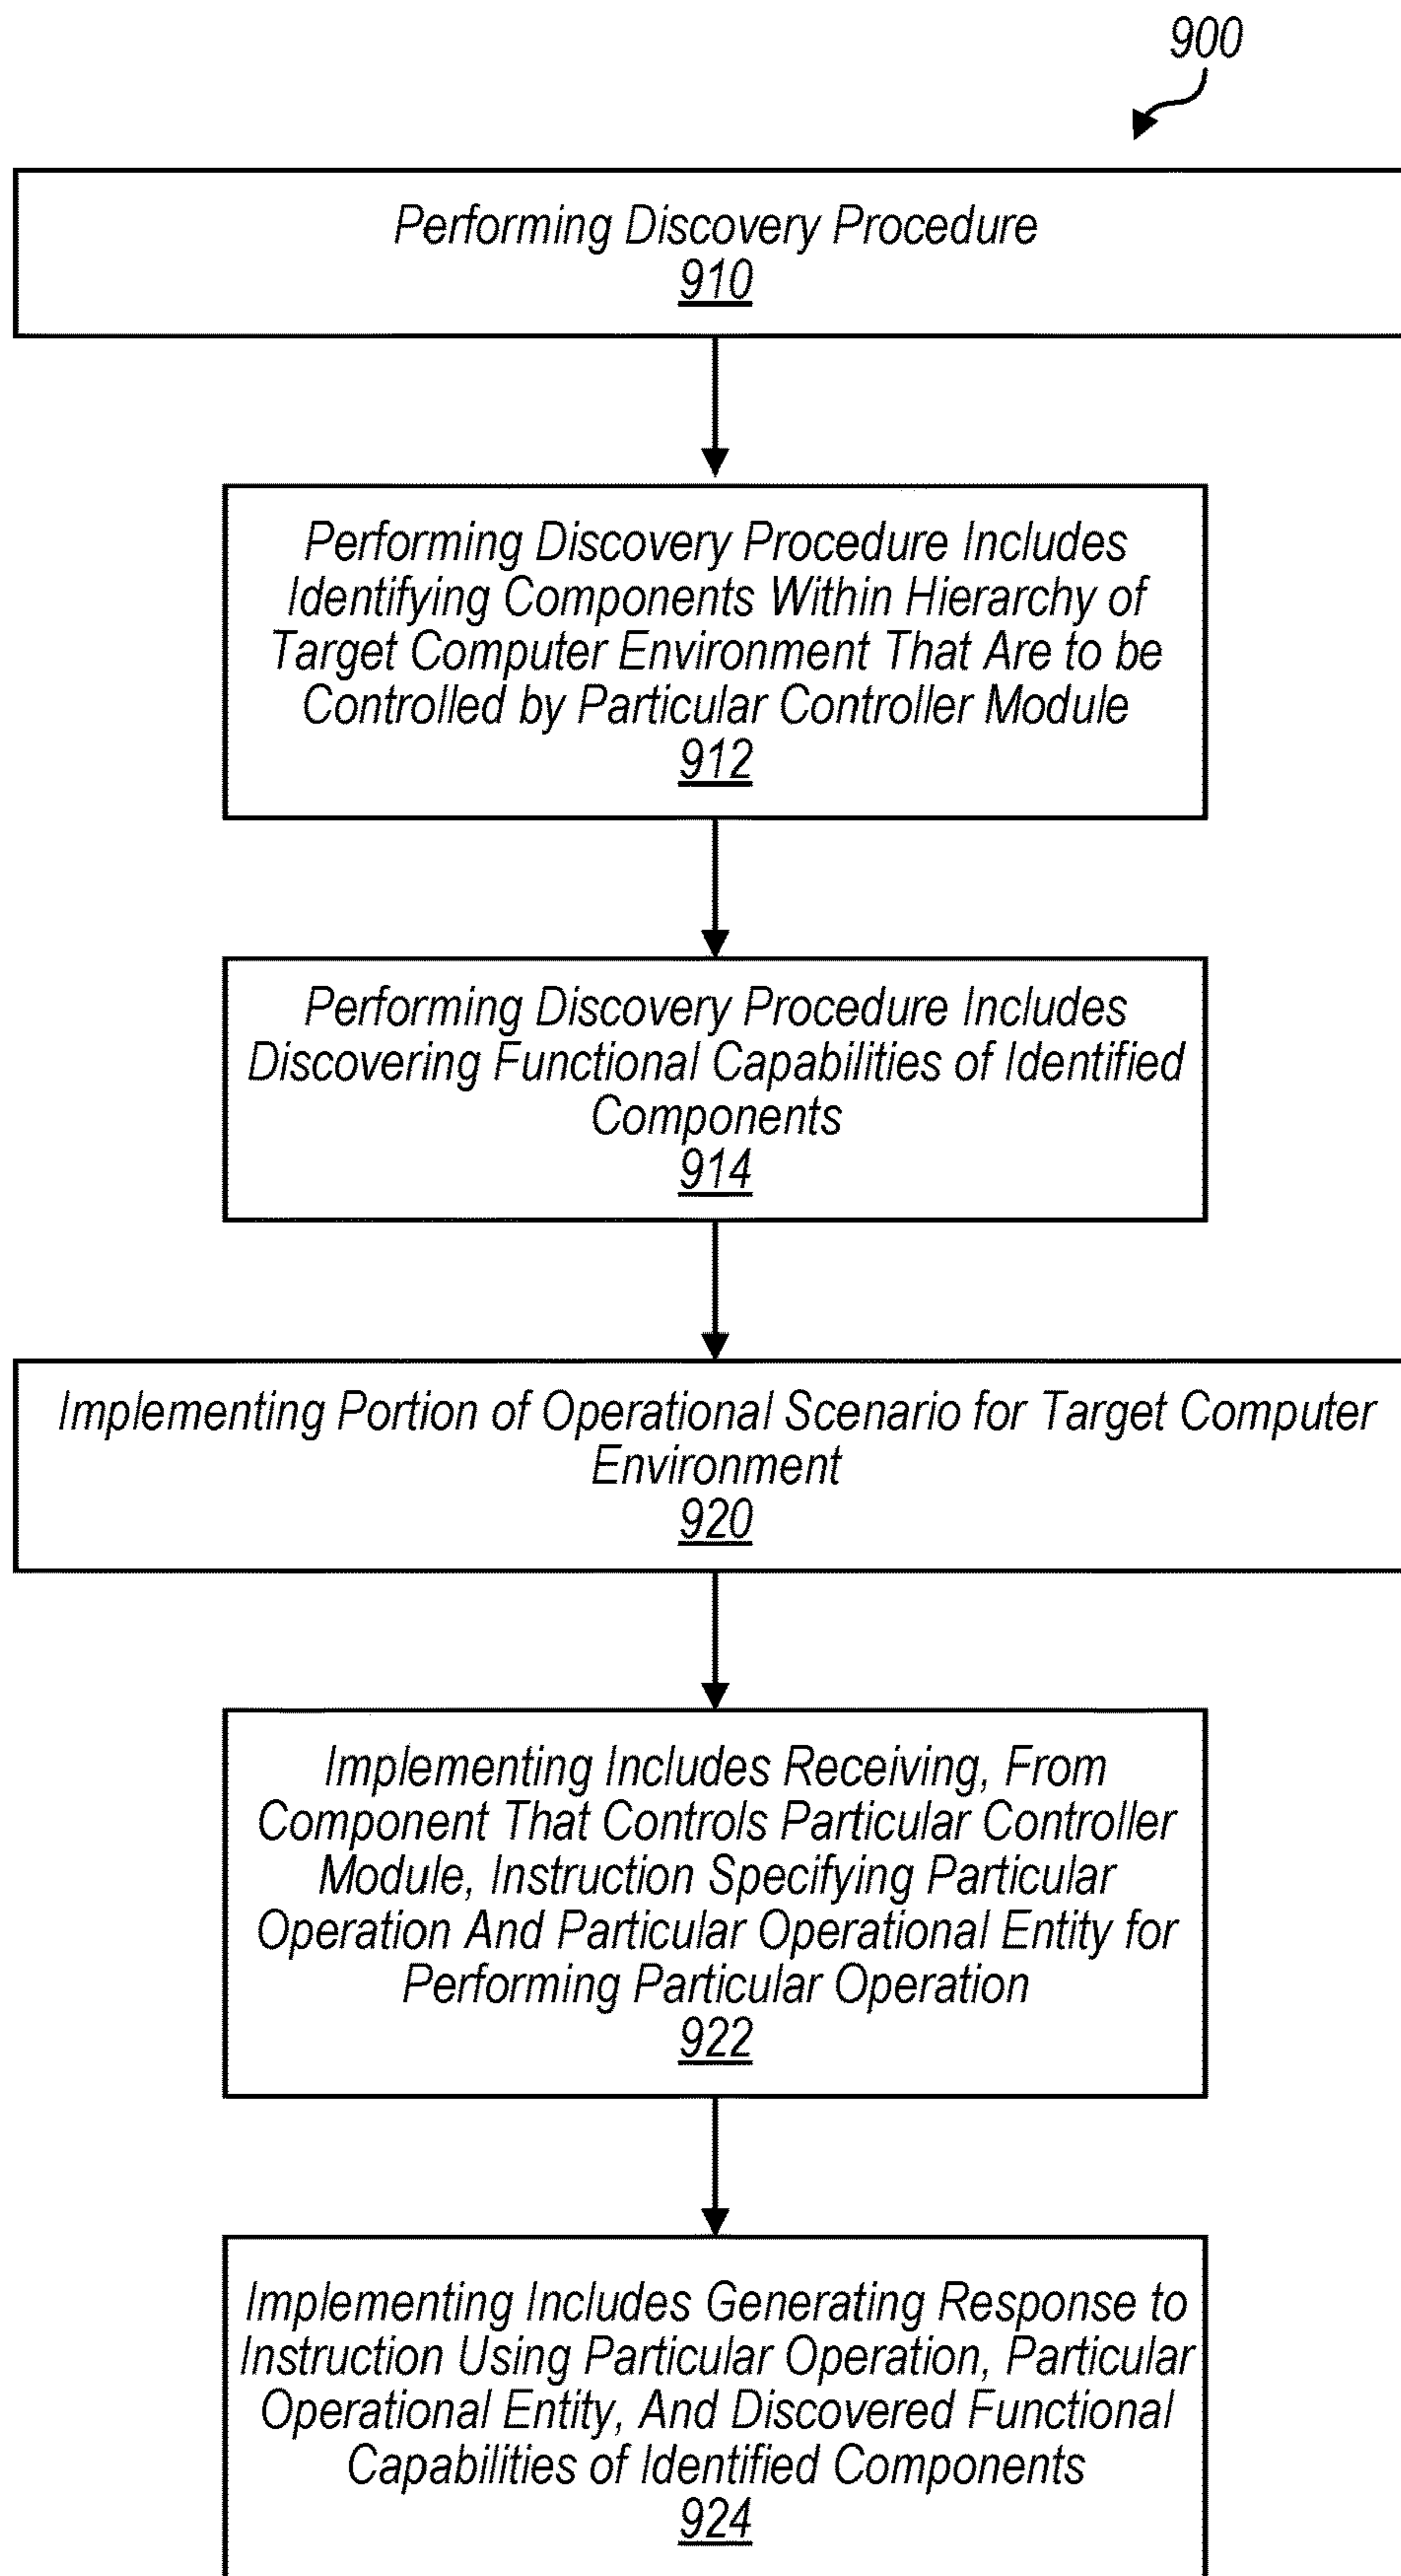 900
Performing Discovery Procedure
910
Performing Discovery Procedure Includes
Identifying Components Within Hierarchy of
Target Computer Environment That Are to be
Controlled by Particular Controller Module
912
Performing Discovery Procedure Includes
Discovering Functional Capabilities of Identified
Components
914
Implementing Portion of Operational Scenario for Target Computer
Environment
920
Implementing Includes Receiving, From
Component That Controls Particular Controller
Module, Instruction Specifying Particular
Operation And Particular Operational Entity for
Performing Particular Operation
922
Implementing Includes Generating Response to
Instruction Using Particular Operation, Particular
Operational Entity, And Discovered Functional
Capabilities of Identified Components
924